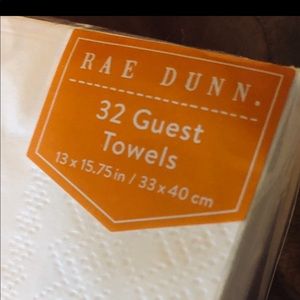 RAE DUNN.
32 Guest
Towels
13 x 15.75 in / 33 x 40 cm